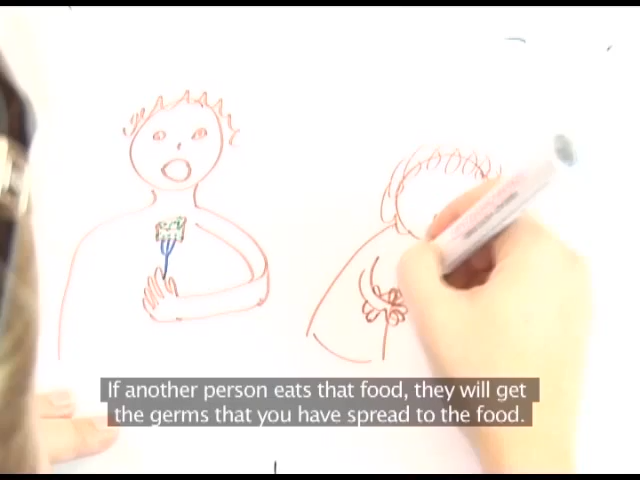 If another person eats that food, they will get
the germs that you have spread to the food.